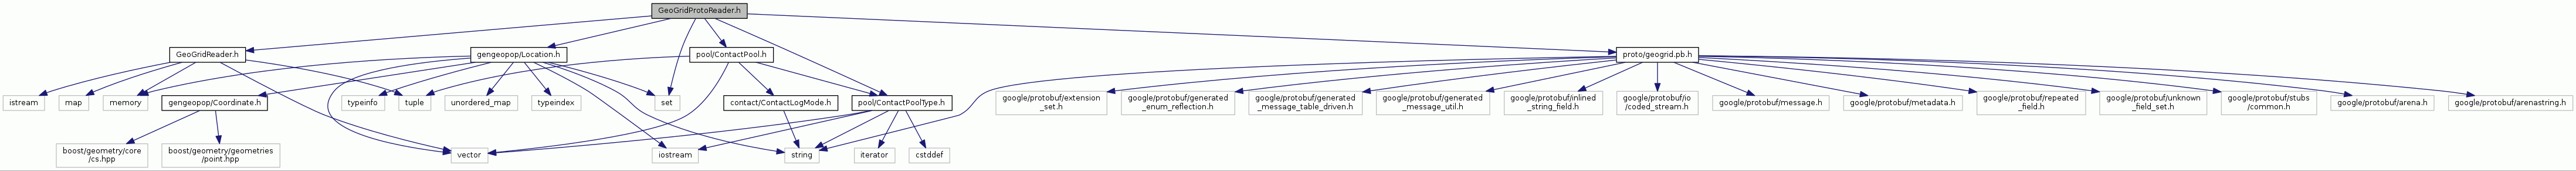 GeoGridProtoReader.h
GeoGridReader.h
gengeopop/Location.h
pool/ContactPool.h
proto/geogrid.pb.h
istream
map
memory
gengeopop/Coordinate.h
typeinfo
tuple
unordered_map
typeindex
set
contact/ContactLogMode.h
pool/ContactPoolType.h
google/protobuf/extension
_set.h
google/protobuf/generated
_enum_reflection.h
google/protobuf/generated
_message_table_driven.h
google/protobuf/generated
_message_util.h
google/protobuf/inlined
_string_field.h
google/protobuf/io
/coded_stream.h
google/protobuf/message.h
google/protobuf/metadata.h
google/protobuf/repeated
_field.h
google/protobuf/unknown
_field_set.h
google/protobuf/stubs
/common.h
google/protobuf/arena.h
google/protobuf/arenastring.h
boost/geometry/core
/cs.hpp
boost/geometry/geometries
/point.hpp
vector
iostream
string
iterator
cstddef